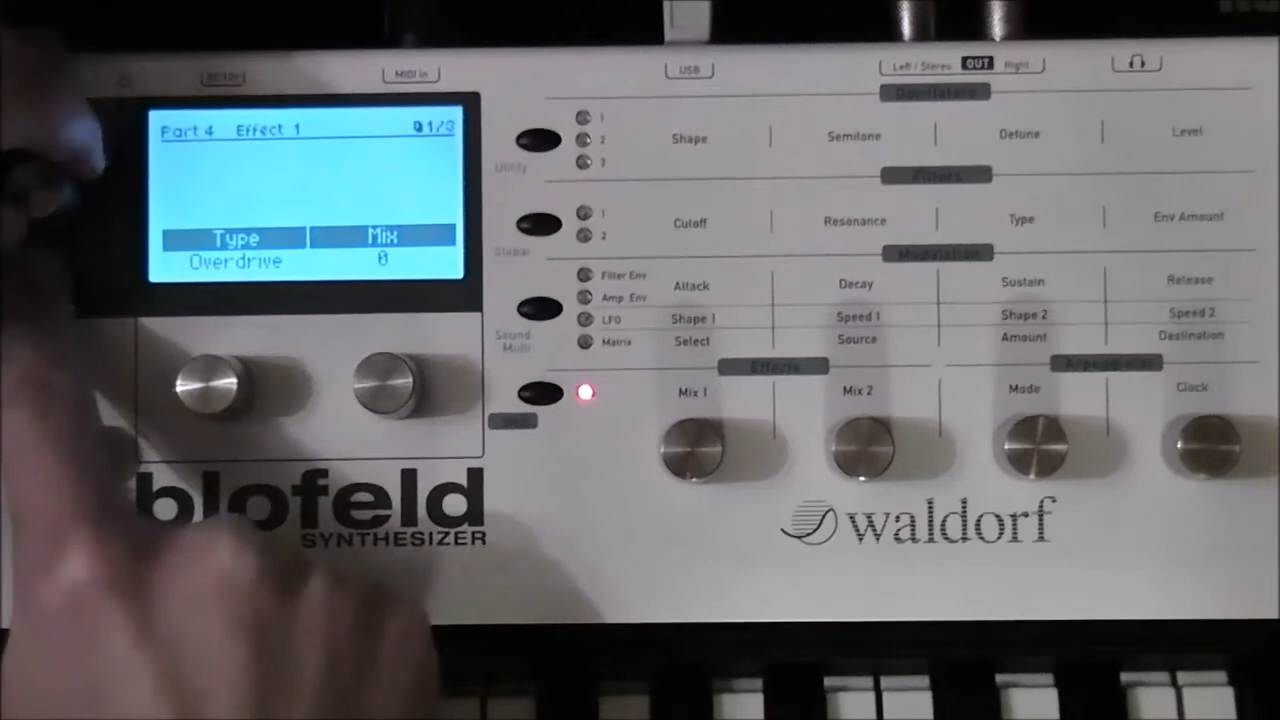 MIDI In
USB
Left / Stereo OUT Right
Part 4 Effect 1 1/3
Type Mix
Overdrive 0
Oscillators
1
2
3
Shape Semitone Detune Level
Utility
Filters
1
2
Cutoff Resonance Type Env Amount
Global
Modulation
Filter Env Attack Decay Sustain Release
Amp Env
LFO Shape 1 Speed 1 Shape 2 Speed 2
Matrix Select Source Amount Destination
Sound
Multi
Effects Arpeggiator
Mix 1 Mix 2 Mode Clock
blofeld
SYNTHESIZER
waldorf